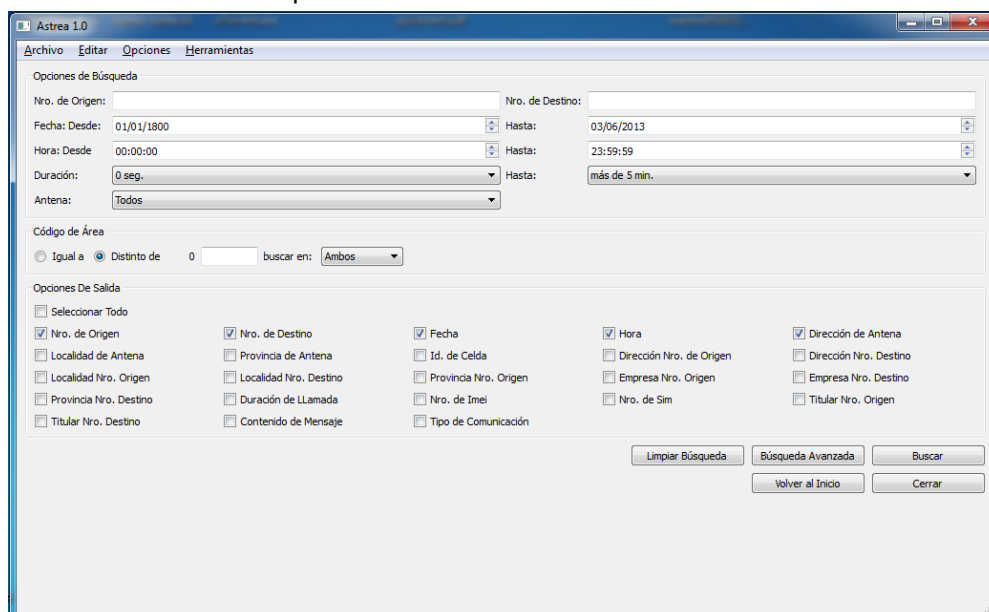 Astrea 1.0
Archivo Editar Opciones Herramientas
Opciones de Búsqueda
Nro. de Origen: Nro. de Destino:
Fecha: Desde: 01/01/1800 Hasta: 03/06/2013
Hora: Desde 00:00:00 Hasta: 23:59:59
Duración: 0 seg. Hasta: más de 5 min.
Antena: Todos
Código de Área
Igual a Distinto de 0 buscar en: Ambos
Opciones De Salida
Seleccionar Todo
Nro. de Origen Nro. de Destino Fecha Hora Dirección de Antena
Localidad de Antena Provincia de Antena Id. de Celda Dirección Nro. de Origen Dirección Nro. Destino
Localidad Nro. Origen Localidad Nro. Destino Provincia Nro. Origen Empresa Nro. Origen Empresa Nro. Destino
Provincia Nro. Destino Duración de LLamada Nro. de Imei Nro. de Sim Titular Nro. Origen
Titular Nro. Destino Contenido de Mensaje Tipo de Comunicación
Limpiar Búsqueda Búsqueda Avanzada Buscar
Volver al Inicio Cerrar